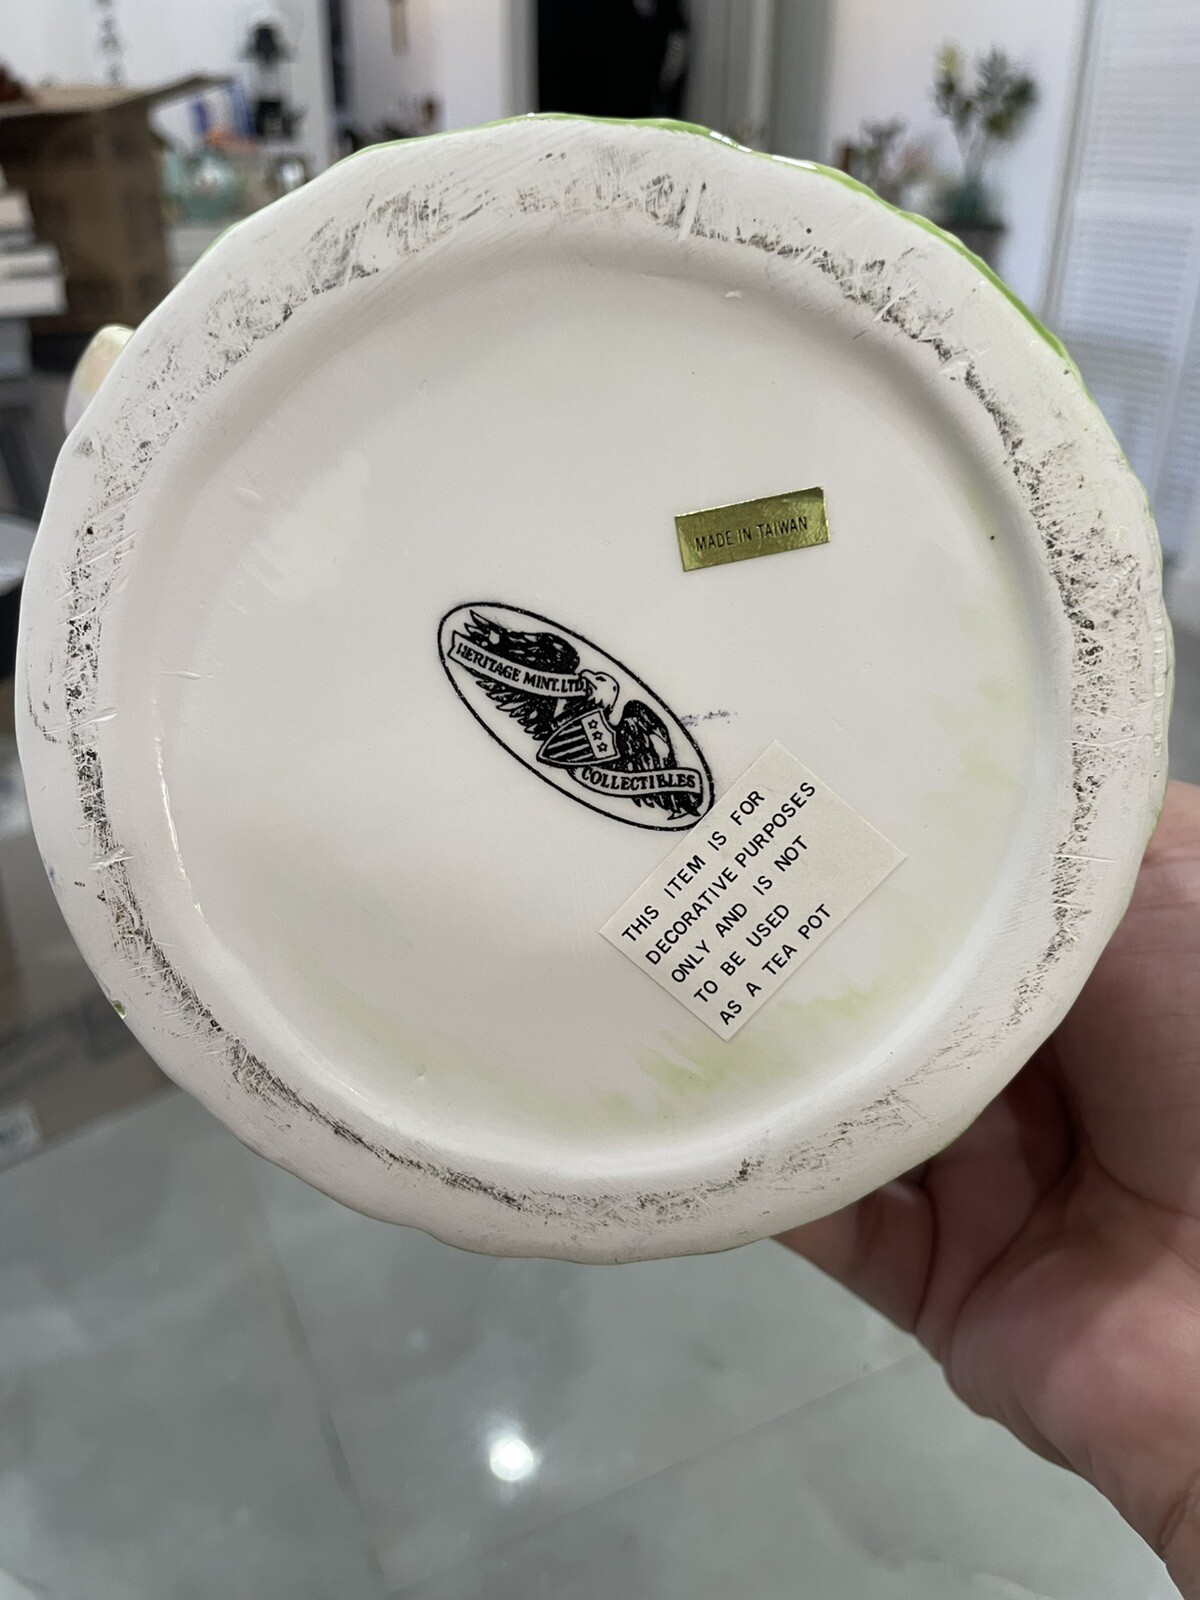 MADE IN TAIWAN
HERITAGE MINT. LTD.
COLLECTIBLES
THIS ITEM IS FOR
DECORATIVE PURPOSES
ONLY AND IS NOT
TO BE USED
AS A TEA POT